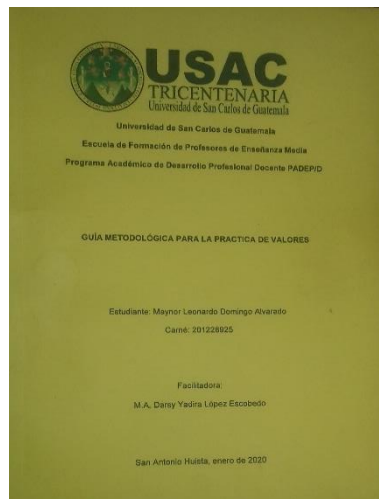 USAC
TRICENTENARIA
Universidad de San Carlos de Guatemala
Universidad de San Carlos de Guatemala
Escuela de Formación de Profesores de Enseñanza Media
Programa Académico de Desarrollo Profesional Docente PADEP/D
GUÍA METODOLÓGICA PARA LA PRACTICA DE VALORES
Estudiante: Maynor Leonardo Domingo Alvarado
Carné: 201228925
Facilitadora:
M.A. Darsy Yadira López Escobedo
San Antonio Huista, enero de 2020